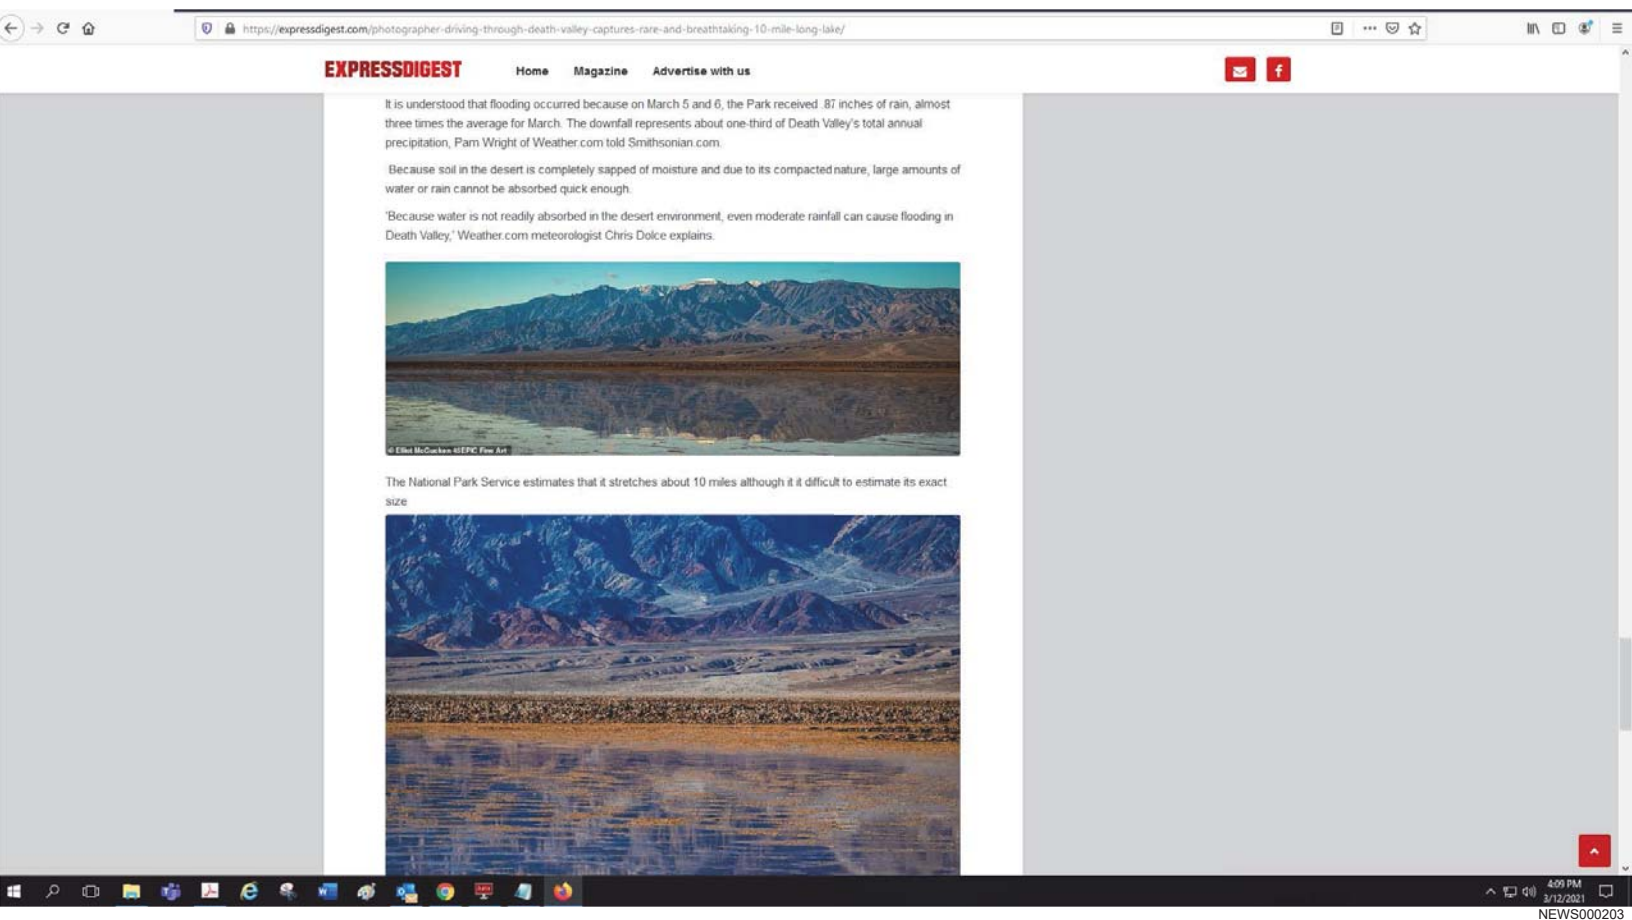 https://expressdigest.com/photographer-driving-through-death-valley-captures-rare-and-breathtaking-10-mile-long-lake/
EXPRESSDIGEST
Home Magazine Advertise with us
It is understood that flooding occurred because on March 5 and 6, the Park received .87 inches of rain, almost
three times the average for March. The downfall represents about one-third of Death Valley's total annual
precipitation, Pam Wright of Weather.com told Smithsonian.com.
Because soil in the desert is completely sapped of moisture and due to its compacted nature, large amounts of
water or rain cannot be absorbed quick enough.
'Because water is not readily absorbed in the desert environment, even moderate rainfall can cause flooding in
Death Valley,' Weather.com meteorologist Chris Dolce explains.
© Elliot McGucken 45EPIC Fine Art
The National Park Service estimates that it stretches about 10 miles although it it difficult to estimate its exact
size
4:09 PM
3/12/2021
NEWS000203